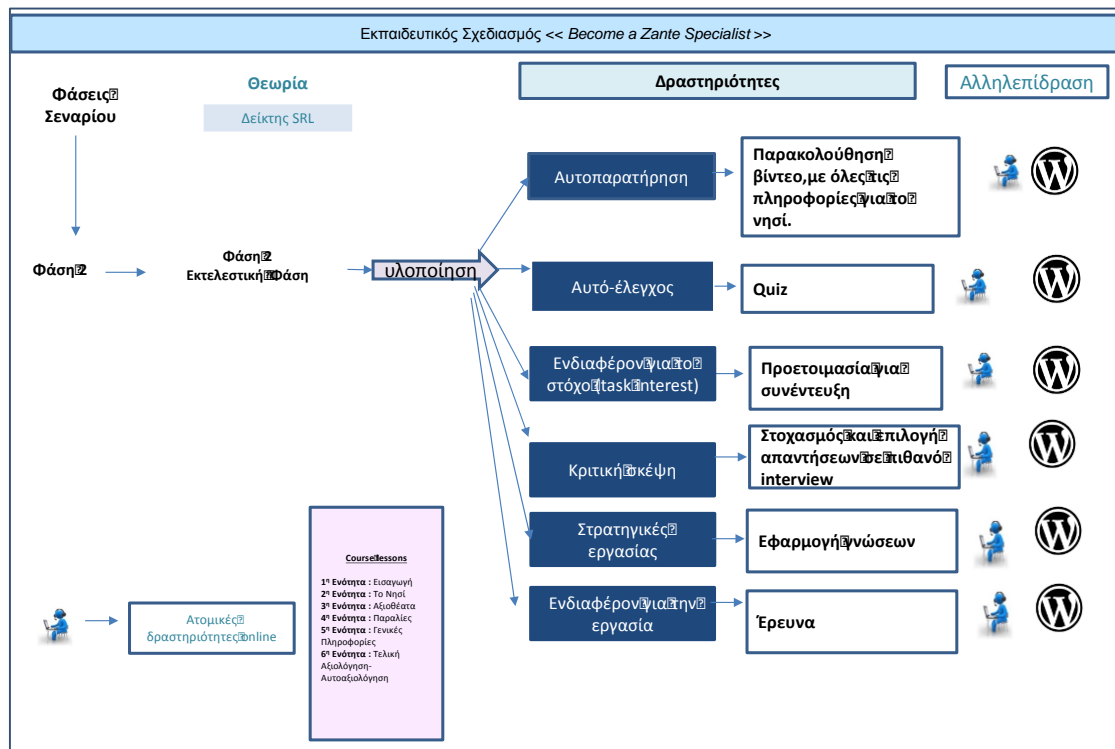 Εκπαιδευτικός Σχεδιασμός << Become a Zante Specialist >>
Φάσεις
Σεναρίου
Θεωρία
Δείκτης SRL
Δραστηριότητες
Αλληλεπίδραση
Φάση 2
Φάση 2
Εκτελεστική Φάση
υλοποίηση
Αυτοπαρατήρηση
Παρακολούθηση
βίντεο,με όλες τις
πληροφορίες για το
νησί.
Αυτό-έλεγχος
Quiz
Ενδιαφέρον για το
στόχο (task interest)
Προετοιμασία για
συνέντευξη
Κριτική σκέψη
Στοχασμός και επιλογή
απαντήσεων σε πιθανό
interview
Στρατηγικές
εργασίας
Εφαρμογή γνώσεων
Ενδιαφέρον για την
εργασία
Έρευνα
Course lessons
1η Ενότητα : Εισαγωγή
2η Ενότητα : Το Νησί
3η Ενότητα : Αξιοθέατα
4η Ενότητα : Παραλίες
5η Ενότητα : Γενικές
Πληροφορίες
6η Ενότητα : Τελική
Αξιολόγηση-
Αυτοαξιολόγηση
Ατομικές
δραστηριότητες online